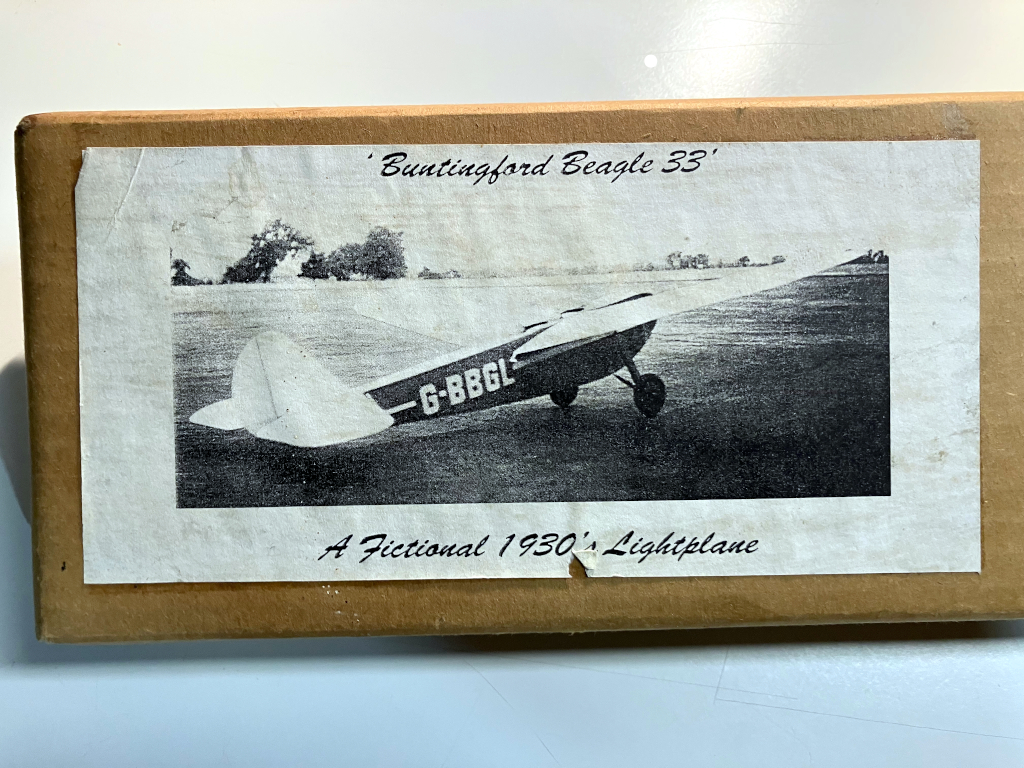 'Buntingford Beagle 33'
G-BBGL
A Fictional 1930's Lightplane